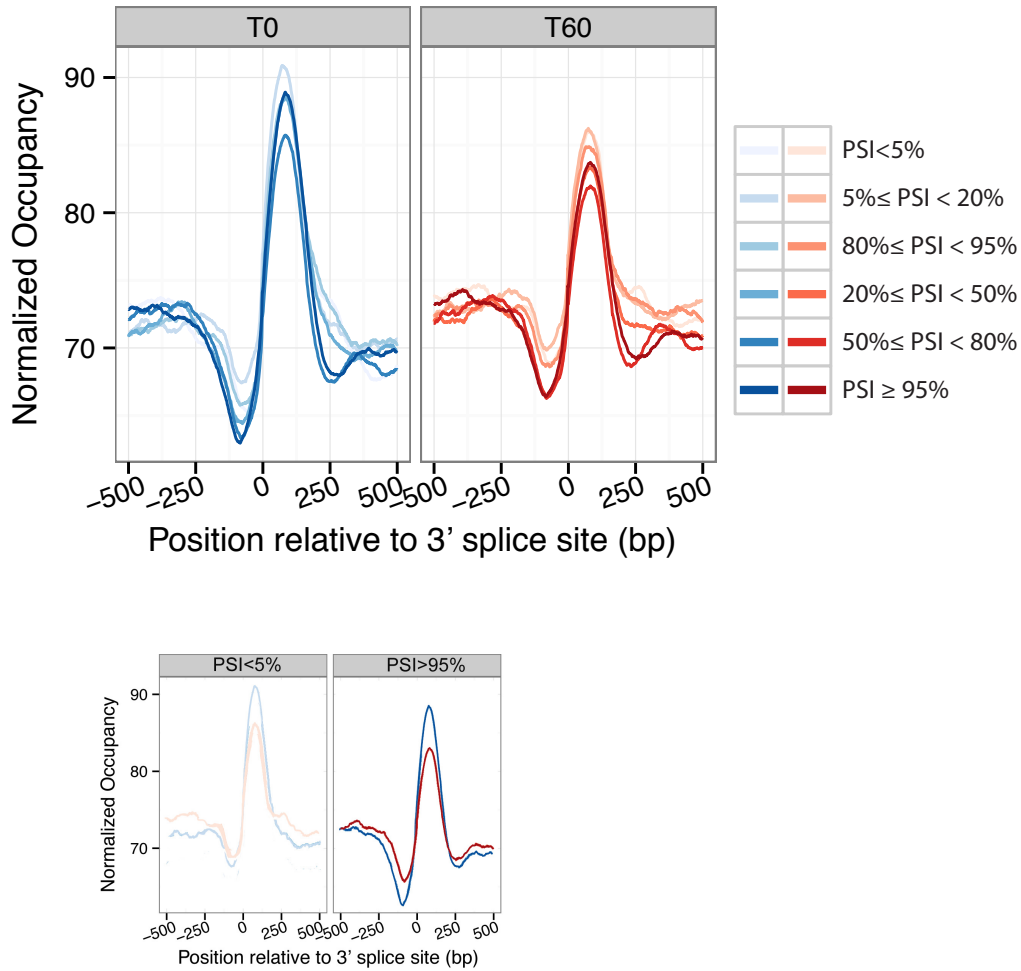 T0 T60
Normalized Occupancy
90
80
70
−500 −250 0 250 500 −500 −250 0 250 500
Position relative to 3’ splice site (bp)
PSI<5%
5%≤ PSI < 20%
80%≤ PSI < 95%
20%≤ PSI < 50%
50%≤ PSI < 80%
PSI ≥ 95%
PSI<5% PSI>95%
Normalized Occupancy
90
80
70
−500 −250 0 250 500 −500 −250 0 250 500
Position relative to 3’ splice site (bp)